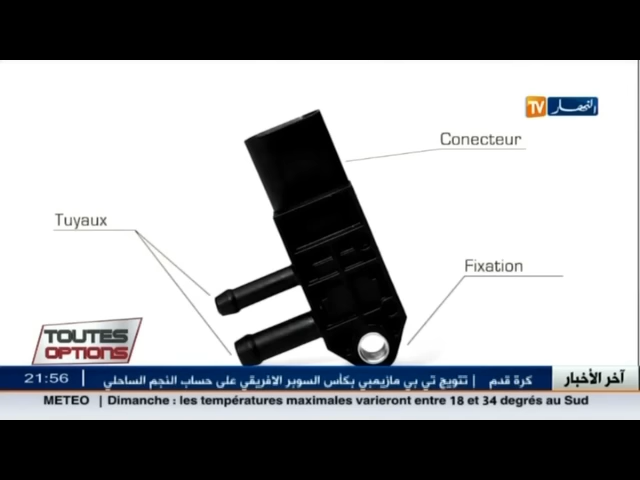 النهار TV
Conecteur
Tuyaux
Fixation
TOUTES
OPTIONS
21:56
كرة قدم | تتويج تي بي مازيمبي بكأس السوبر الافريقي على حساب النجم الساحلي
آخر الأخبار
METEO | Dimanche : les températures maximales varieront entre 18 et 34 degrés au Sud